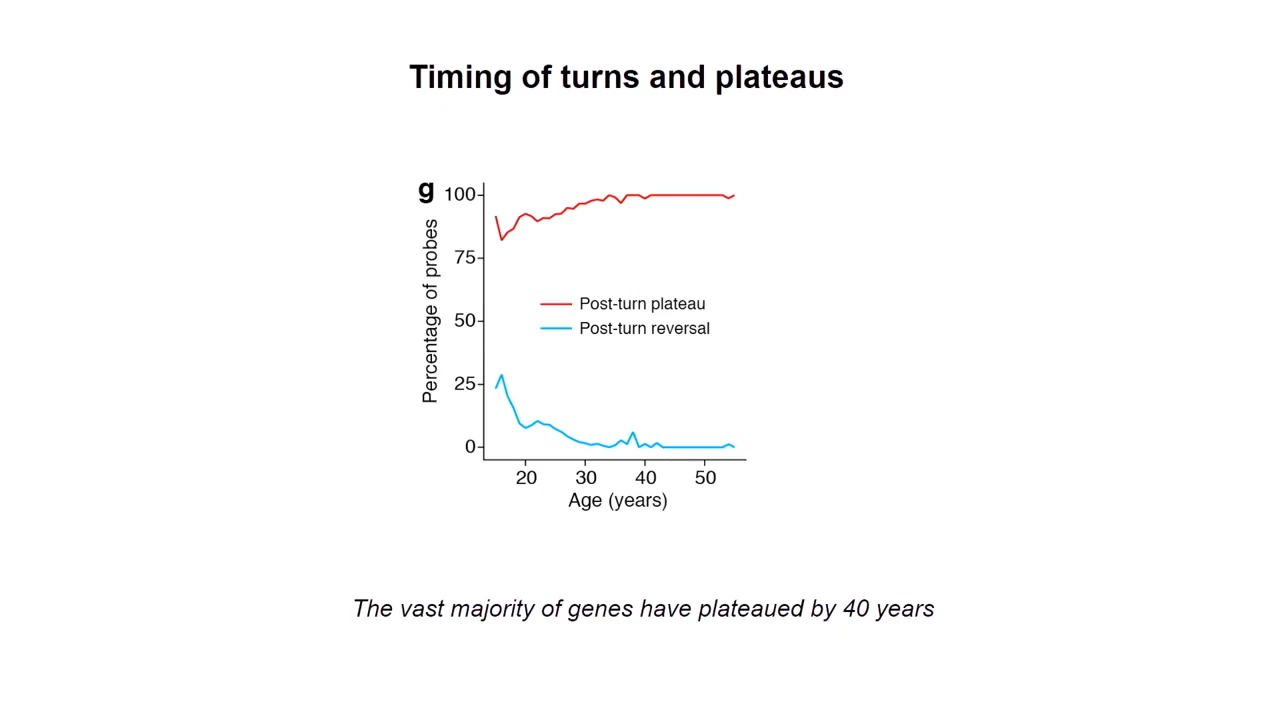 Timing of turns and plateaus
g
100
75
50
25
0
Percentage of probes
Post-turn plateau
Post-turn reversal
20 30 40 50
Age (years)
The vast majority of genes have plateaued by 40 years